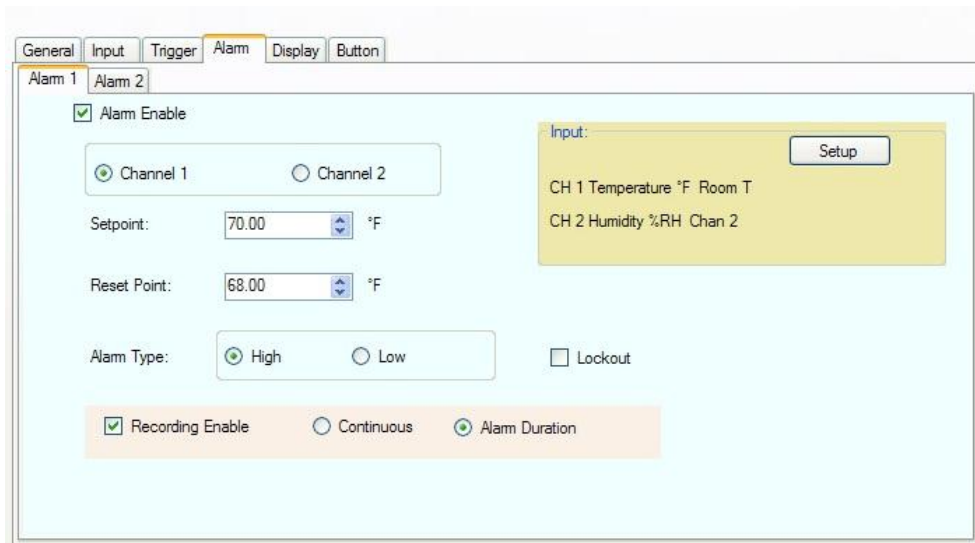 General Input Trigger Alarm Display Button
Alarm 1 Alarm 2
Alarm Enable
Input:
Setup
Channel 1 Channel 2
CH 1 Temperature °F Room T
Setpoint: 70.00 °F
CH 2 Humidity %RH Chan 2
Reset Point: 68.00 °F
Alarm Type: High Low
Lockout
Recording Enable Continuous Alarm Duration